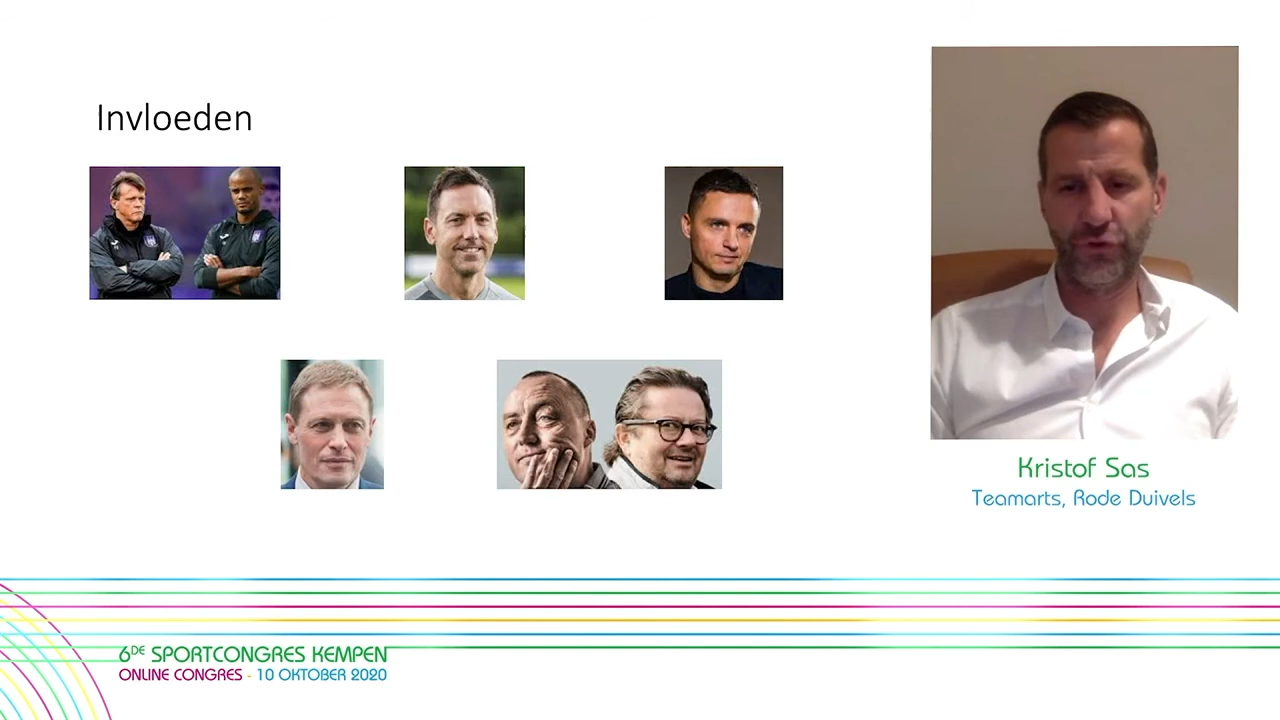 Invloeden
Kristof Sas
Teamarts, Rode Duivels
6DE SPORTCONGRES KEMPEN
ONLINE CONGRES - 10 OKTOBER 2020